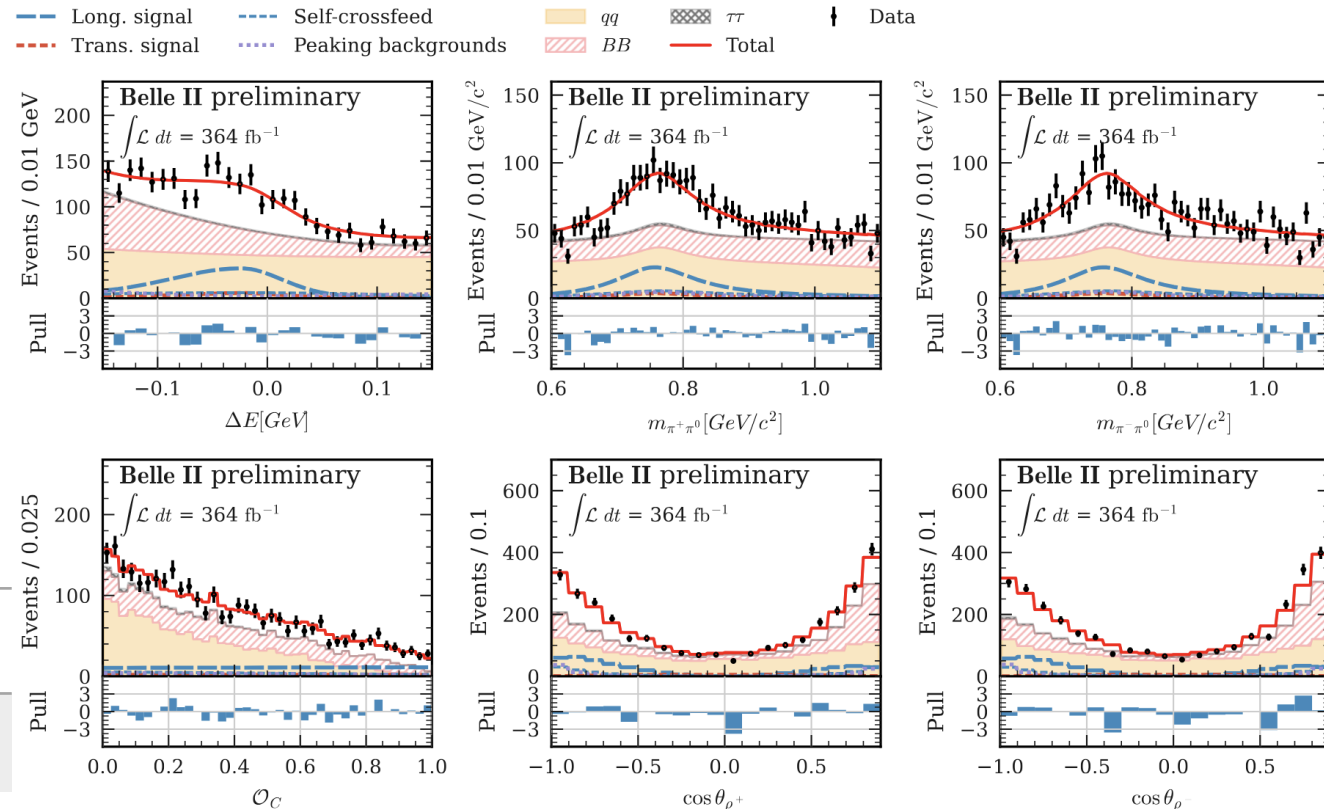 Long. signal
Self-crossfeed
qq
ττ
Data
Trans. signal
Peaking backgrounds
BB
Total
Belle II preliminary
∫ℒ dt = 364 fb⁻¹
Events / 0.01 GeV
200
150
100
50
0
Pull
3
0
−3
−0.1
0.0
0.1
ΔE[GeV]
Belle II preliminary
∫ℒ dt = 364 fb⁻¹
Events / 0.01 GeV/c²
150
100
50
0
Pull
3
0
−3
0.6
0.8
1.0
m_{π⁺π⁰}[GeV/c²]
Belle II preliminary
∫ℒ dt = 364 fb⁻¹
Events / 0.01 GeV/c²
150
100
50
0
Pull
3
0
−3
0.6
0.8
1.0
m_{π⁻π⁰}[GeV/c²]
Belle II preliminary
∫ℒ dt = 364 fb⁻¹
Events / 0.025
200
100
0
Pull
3
0
−3
0.0
0.2
0.4
0.6
0.8
1.0
𝒪_C
Belle II preliminary
∫ℒ dt = 364 fb⁻¹
Events / 0.1
600
400
200
0
Pull
3
0
−3
−1.0
−0.5
0.0
0.5
cos θ_{ρ⁺}
Belle II preliminary
∫ℒ dt = 364 fb⁻¹
Events / 0.1
600
400
200
0
Pull
3
0
−3
−1.0
−0.5
0.0
0.5
cos θ_{ρ⁻}